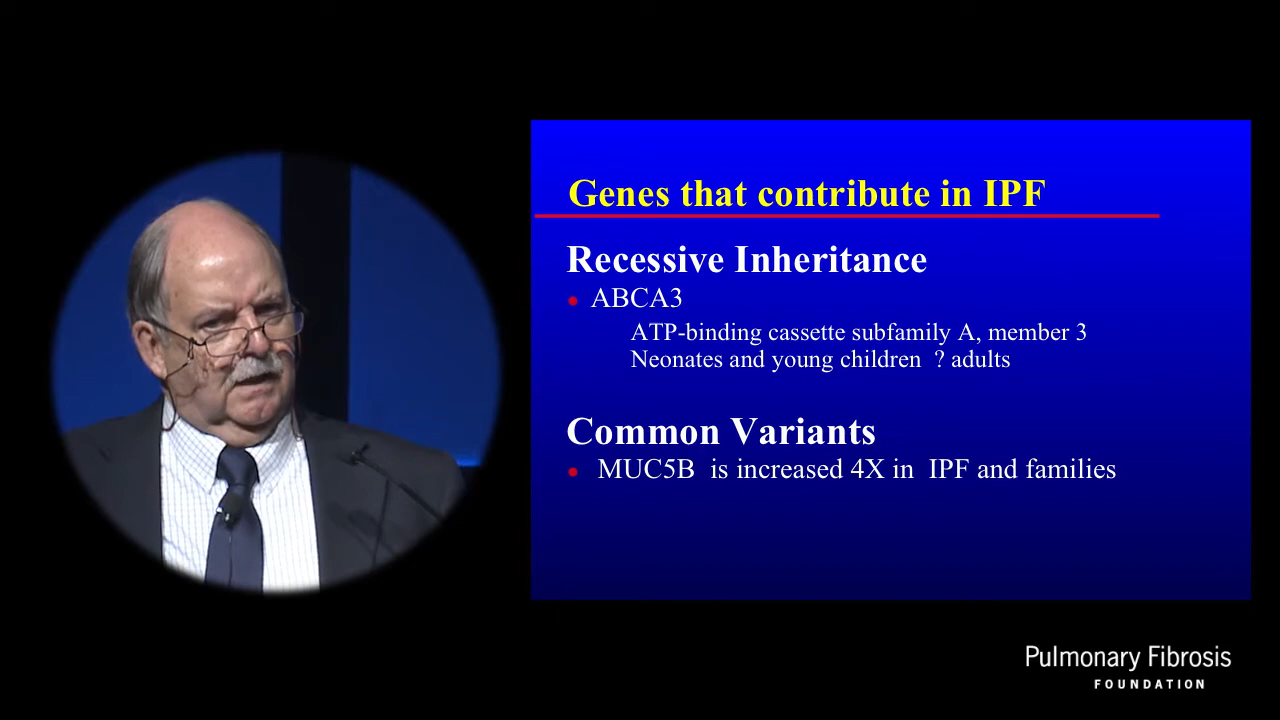 Genes that contribute in IPF
Recessive Inheritance
• ABCA3
ATP-binding cassette subfamily A, member 3
Neonates and young children ? adults
Common Variants
• MUC5B is increased 4X in IPF and families
Pulmonary Fibrosis
FOUNDATION